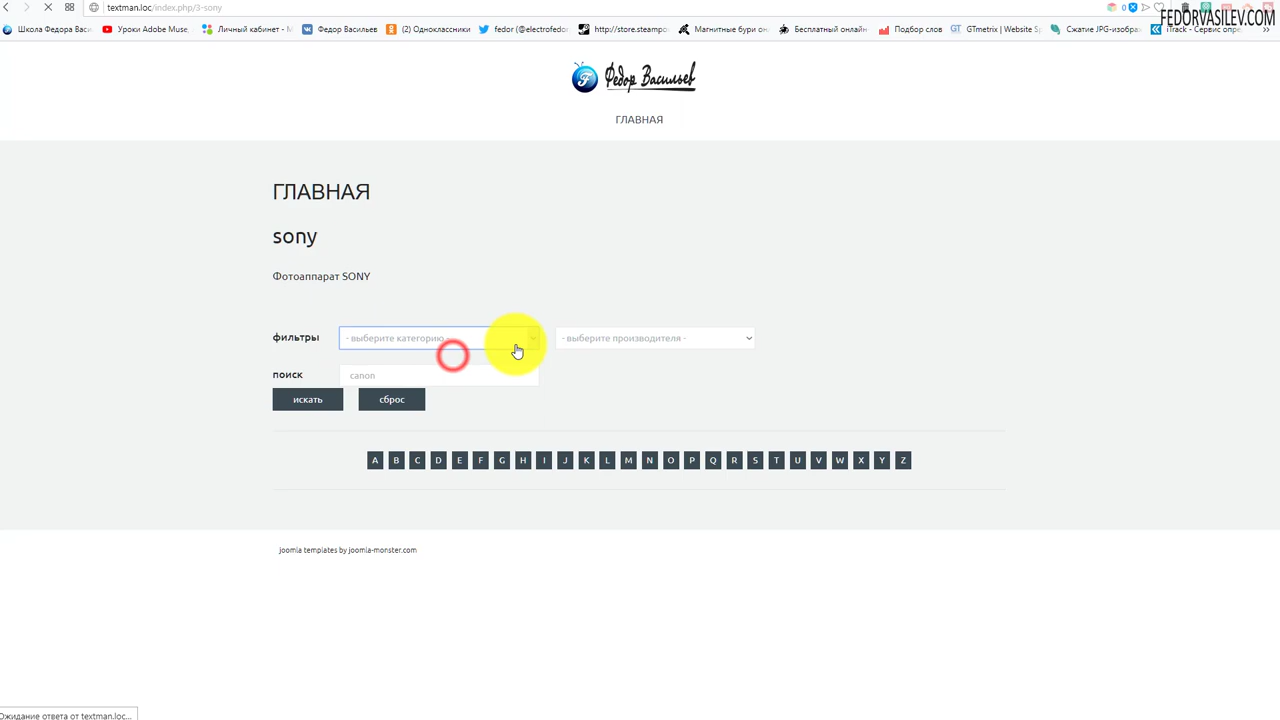 textman.loc/index.php/3-sony
0
FEDORVASILEV.COM
Школа Федора Васи.
Уроки Adobe Muse,
Личный кабинет - М
Федор Васильев
(2) Одноклассники
fedor (@electrofedor
http://store.steampo
Магнитные бури он
Бесплатный онлайн
Подбор слов
GTmetrix | Website Sp
Сжатие JPG-изобра
iTrack - Сервис опре,
Федор Васильев
ГЛАВНАЯ
ГЛАВНАЯ
sony
Фотоаппарат SONY
фильтры
- выберите категорию -
- выберите производителя -
поиск
canon
искать
сброс
A B C D E F G H I J K L M N O P Q R S T U V W X Y Z
joomla templates by joomla-monster.com
Ожидание ответа от textman.loc...